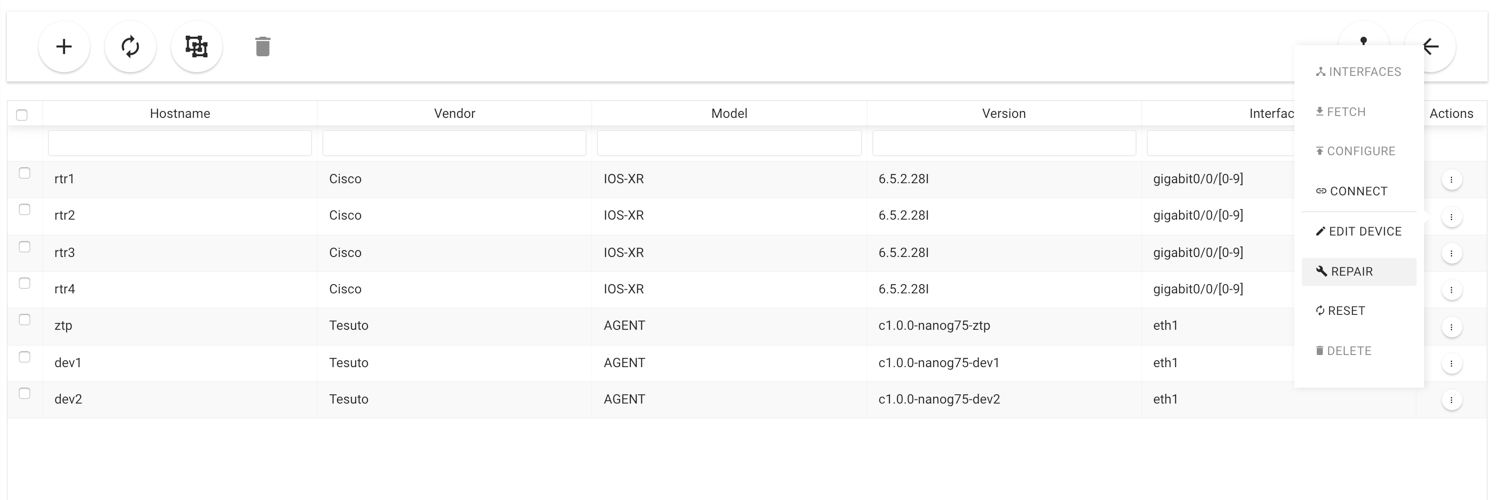 Hostname Vendor Model Version Interfac Actions
rtr1 Cisco IOS-XR 6.5.2.28I gigabit0/0/[0-9]
rtr2 Cisco IOS-XR 6.5.2.28I gigabit0/0/[0-9]
rtr3 Cisco IOS-XR 6.5.2.28I gigabit0/0/[0-9]
rtr4 Cisco IOS-XR 6.5.2.28I gigabit0/0/[0-9]
ztp Tesuto AGENT c1.0.0-nanog75-ztp eth1
dev1 Tesuto AGENT c1.0.0-nanog75-dev1 eth1
dev2 Tesuto AGENT c1.0.0-nanog75-dev2 eth1
INTERFACES
FETCH
CONFIGURE
CONNECT
EDIT DEVICE
REPAIR
RESET
DELETE